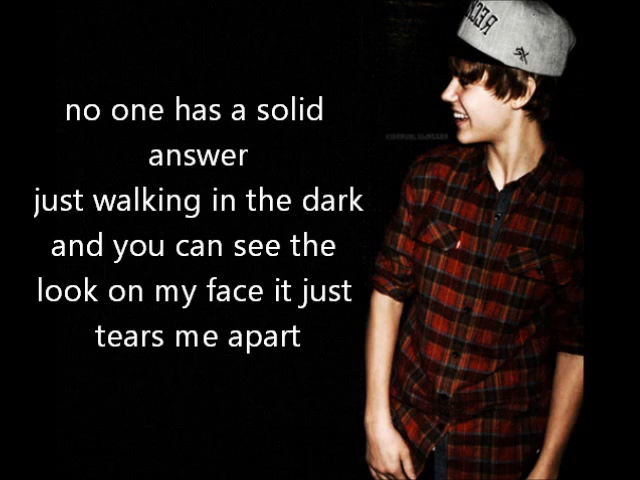 no one has a solid
answer
just walking in the dark
and you can see the
look on my face it just
tears me apart